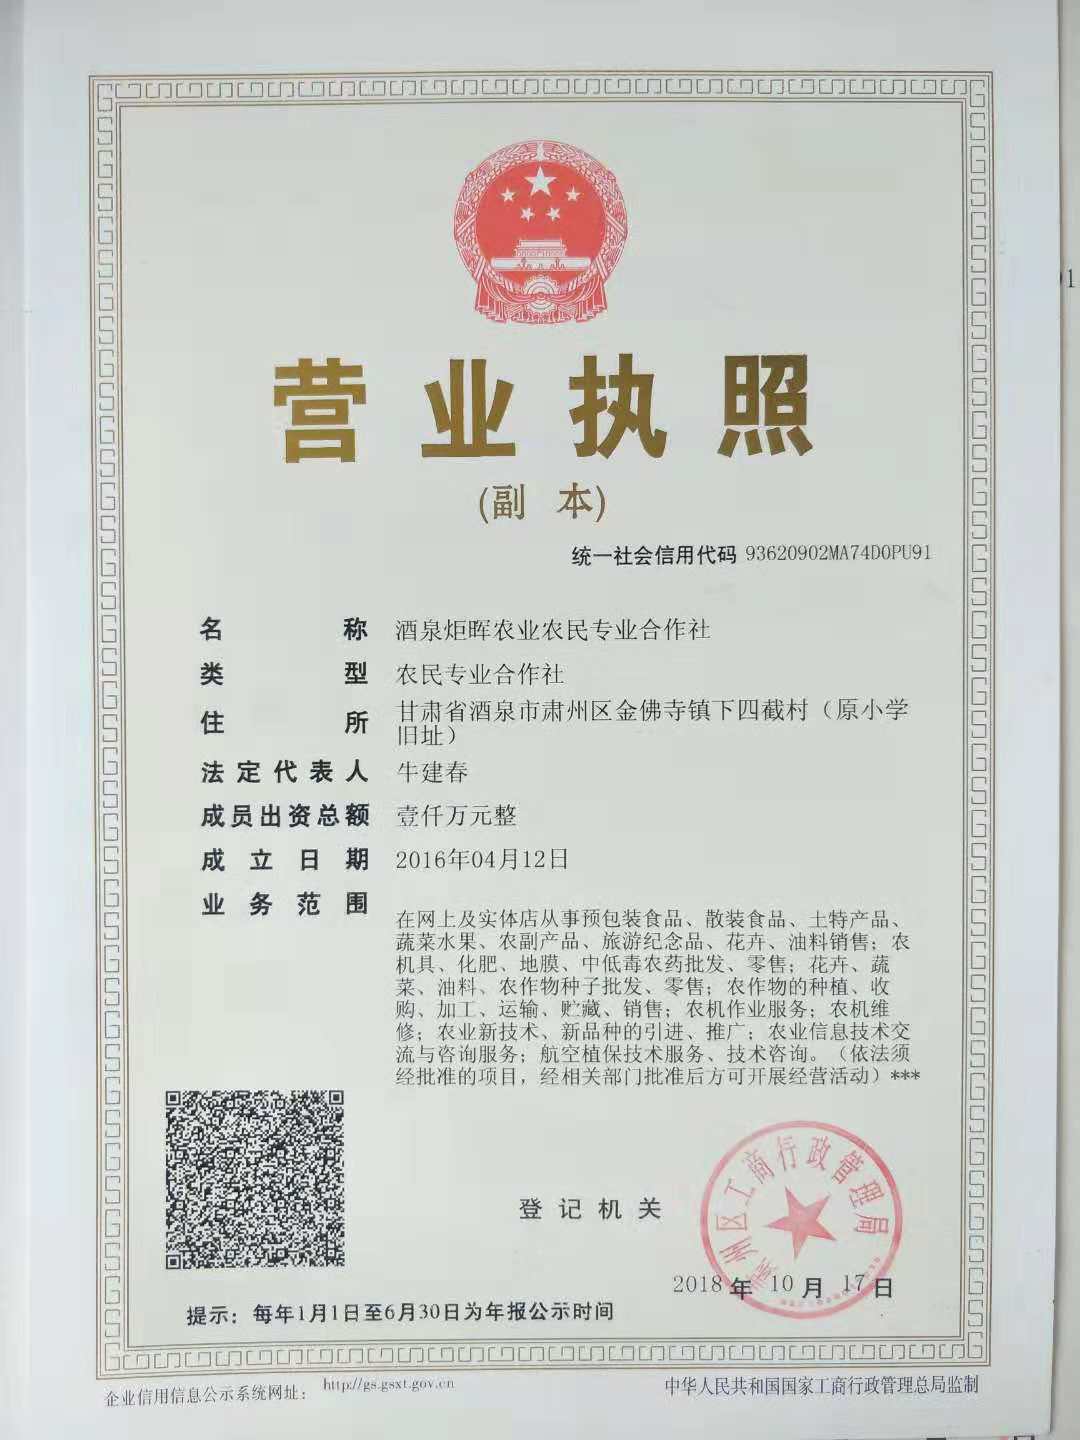 营业执照
(副 本)
统一社会信用代码 93620902MA74D0PU91
名称 酒泉炬晖农业农民专业合作社
类型 农民专业合作社
住所 甘肃省酒泉市肃州区金佛寺镇下四截村（原小学
旧址）
法定代表人 牛建春
成员出资总额 壹仟万元整
成立日期 2016年04月12日
业务范围
在网上及实体店从事预包装食品、散装食品、土特产品、
蔬菜水果、农副产品、旅游纪念品、花卉、油料销售；农
机具、化肥、地膜、中低毒农药批发、零售；花卉、蔬
菜、油料、农作物种子批发、零售；农作物的种植、收
购、加工、运输、贮藏、销售；农机作业服务；农机维
修；农业新技术、新品种的引进、推广；农业信息技术交
流与咨询服务；航空植保技术服务、技术咨询。（依法须
经批准的项目，经相关部门批准后方可开展经营活动）***
登记机关
肃州区工商行政管理局
2018 年 10 月 17 日
提示：每年1月1日至6月30日为年报公示时间
企业信用信息公示系统网址： http://gs.gsxt.gov.cn
中华人民共和国国家工商行政管理总局监制